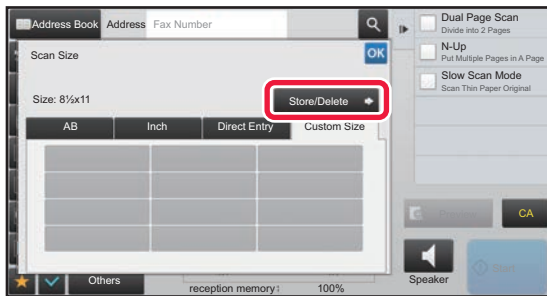 Address Book Address Fax Number
Dual Page Scan
Divide into 2 Pages
N-Up
Put Multiple Pages in A Page
Slow Scan Mode
Scan Thin Paper Original
Scan Size
OK
Size: 8½x11
Store/Delete
AB Inch Direct Entry Custom Size
CA
Start
Others
reception memory: 100%
Speaker